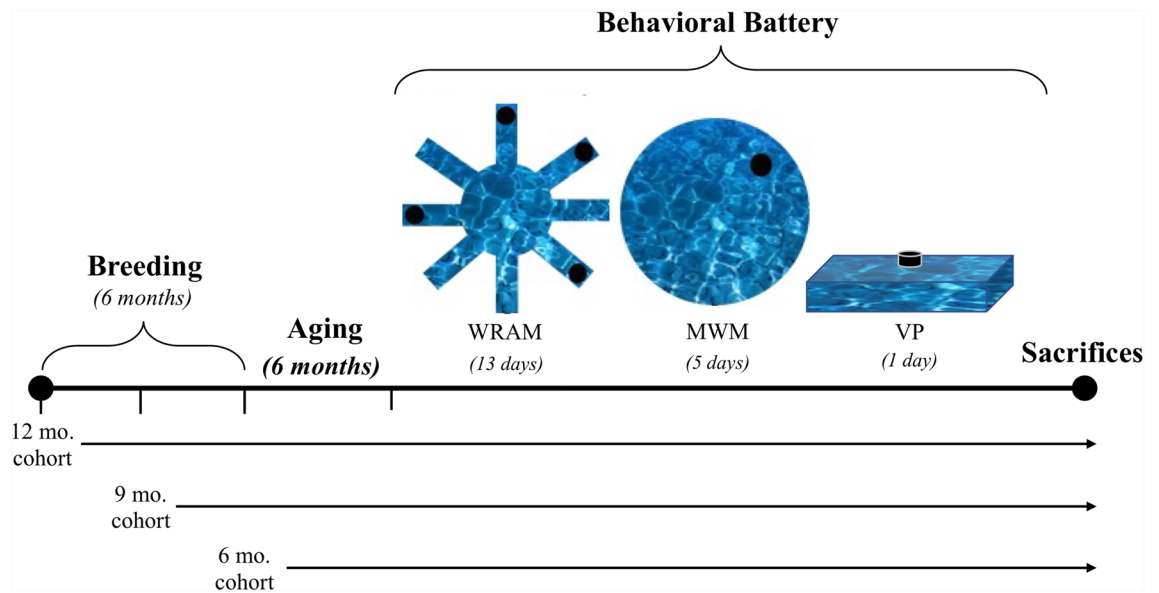 Behavioral Battery
Breeding
(6 months)
Aging
(6 months)
WRAM
(13 days)
MWM
(5 days)
VP
(1 day)
Sacrifices
12 mo.
cohort
9 mo.
cohort
6 mo.
cohort